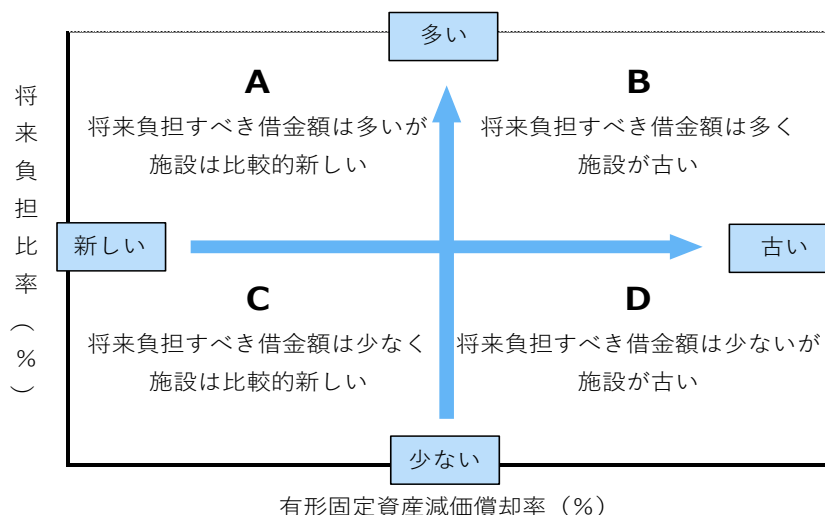 多い
将来負担比率（%）
A
将来負担すべき借金額は多いが
施設は比較的新しい
B
将来負担すべき借金額は多く
施設が古い
新しい
古い
C
将来負担すべき借金額は少なく
施設は比較的新しい
D
将来負担すべき借金額は少ないが
施設が古い
少ない
有形固定資産減価償却率（%）